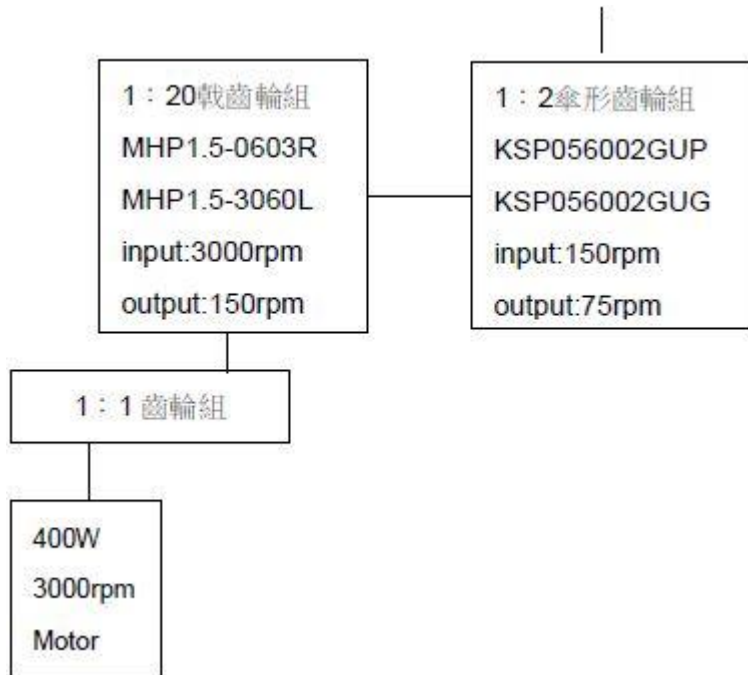 1：20戟齒輪組
MHP1.5-0603R
MHP1.5-3060L
input:3000rpm
output:150rpm
1：2傘形齒輪組
KSP056002GUP
KSP056002GUG
input:150rpm
output:75rpm
1：1齒輪組
400W
3000rpm
Motor